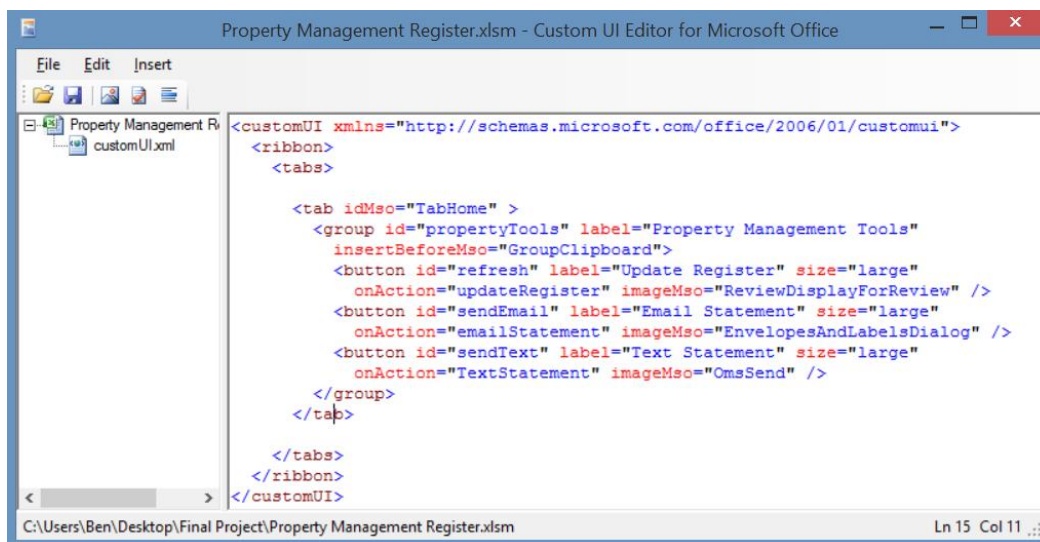 Property Management Register.xlsm - Custom UI Editor for Microsoft Office
File Edit Insert
Property Management R
customUI.xml
<customUI xmlns="http://schemas.microsoft.com/office/2006/01/customui">
<ribbon>
<tabs>
<tab idMso="TabHome" >
<group id="propertyTools" label="Property Management Tools"
insertBeforeMso="GroupClipboard">
<button id="refresh" label="Update Register" size="large"
onAction="updateRegister" imageMso="ReviewDisplayForReview" />
<button id="sendEmail" label="Email Statement" size="large"
onAction="emailStatement" imageMso="EnvelopesAndLabelsDialog" />
<button id="sendText" label="Text Statement" size="large"
onAction="TextStatement" imageMso="OmsSend" />
</group>
</tab>
</tabs>
</ribbon>
</customUI>
C:\Users\Ben\Desktop\Final Project\Property Management Register.xlsm Ln 15 Col 11